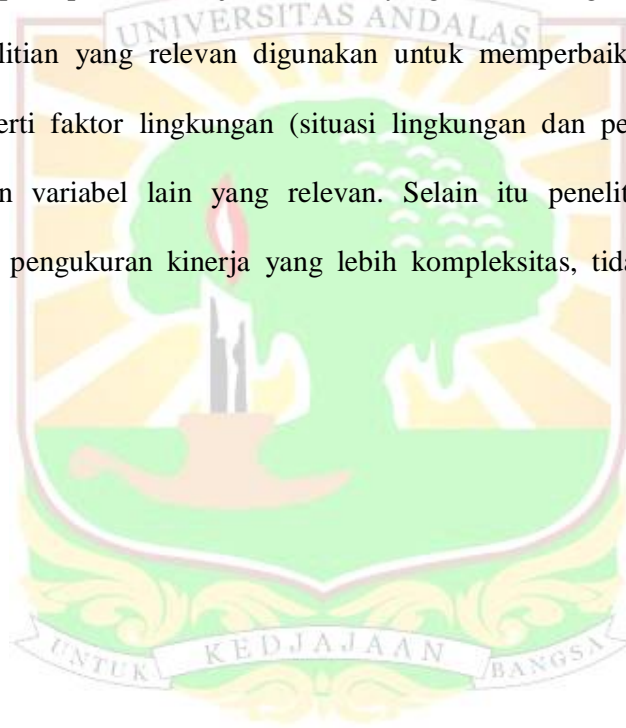 UNIVERSITAS ANDALAS
litian yang relevan digunakan untuk memperbaik
erti faktor lingkungan (situasi lingkungan dan pe
n variabel lain yang relevan. Selain itu penelit
pengukuran kinerja yang lebih kompleksitas, tida
UNTUK KEDJAJAAN BANGSA